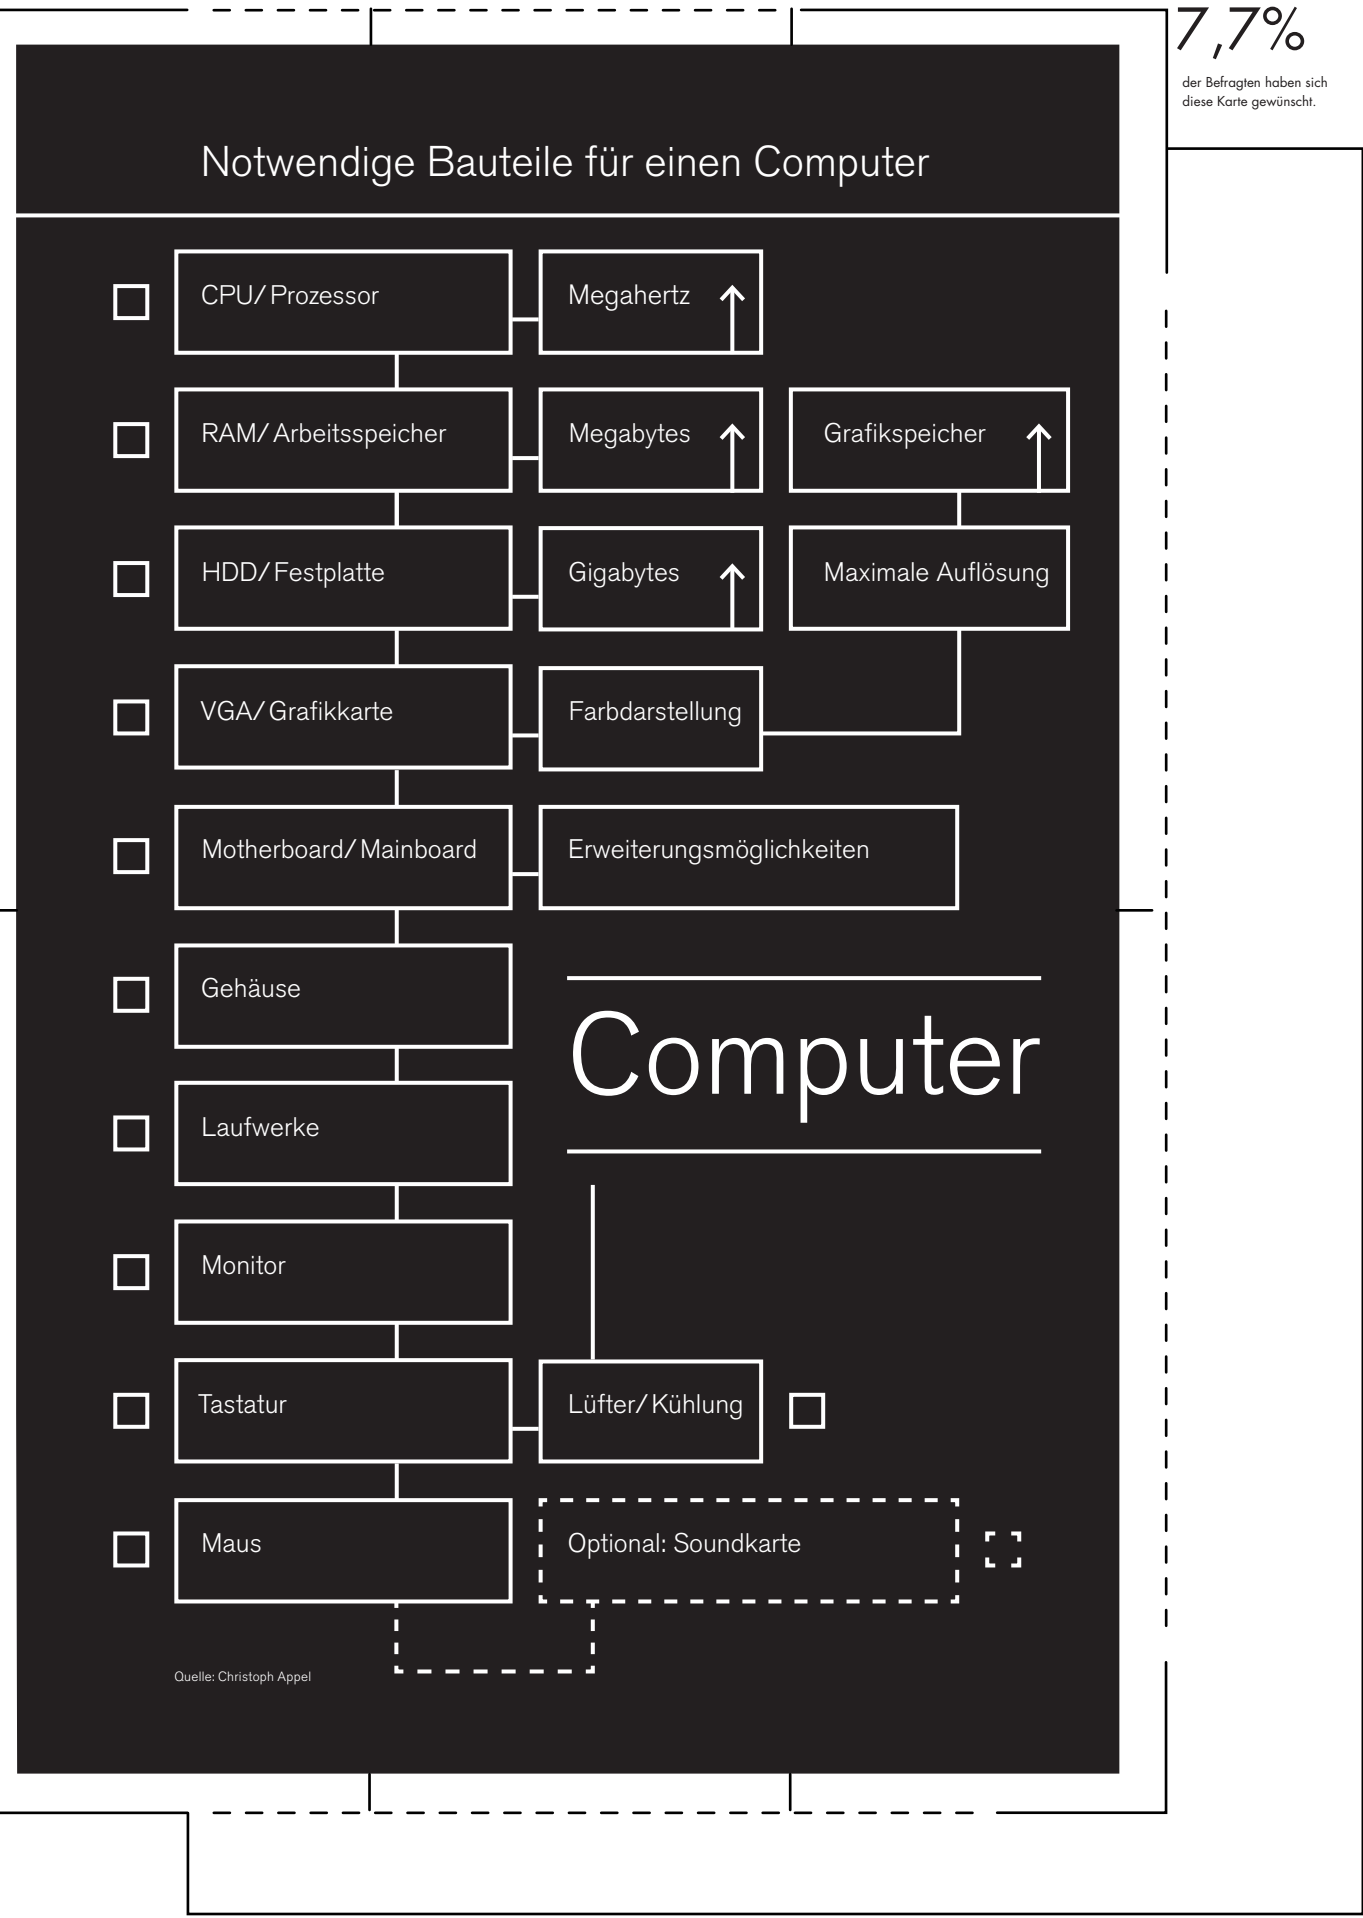 7,7%
der Befragten haben sich
diese Karte gewünscht.
Notwendige Bauteile für einen Computer
CPU/Prozessor
Megahertz
RAM/Arbeitsspeicher
Megabytes
Grafikspeicher
HDD/Festplatte
Gigabytes
Maximale Auflösung
VGA/Grafikkarte
Farbdarstellung
Motherboard/Mainboard
Erweiterungsmöglichkeiten
Gehäuse
Computer
Laufwerke
Monitor
Tastatur
Lüfter/Kühlung
Maus
Optional: Soundkarte
Quelle: Christoph Appel